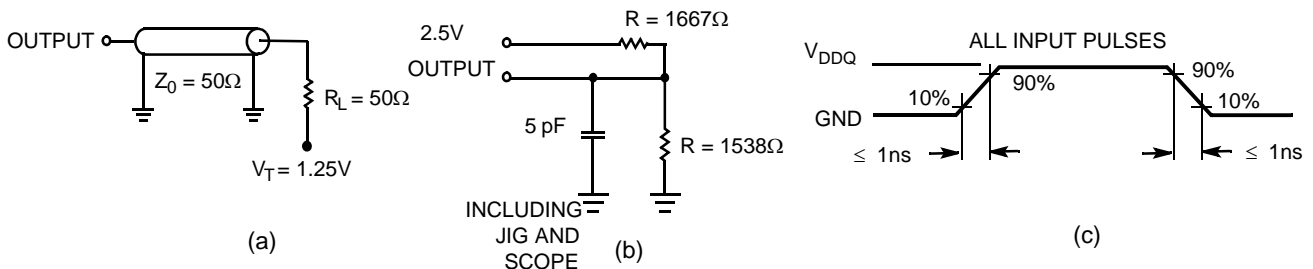 OUTPUT
Z0 = 50Ω
RL = 50Ω
VT = 1.25V
(a)
R = 1667Ω
2.5V
OUTPUT
5 pF
R = 1538Ω
INCLUDING
JIG AND
SCOPE
(b)
ALL INPUT PULSES
VDDQ
GND
10%
90%
90%
10%
≤ 1ns
≤ 1ns
(c)